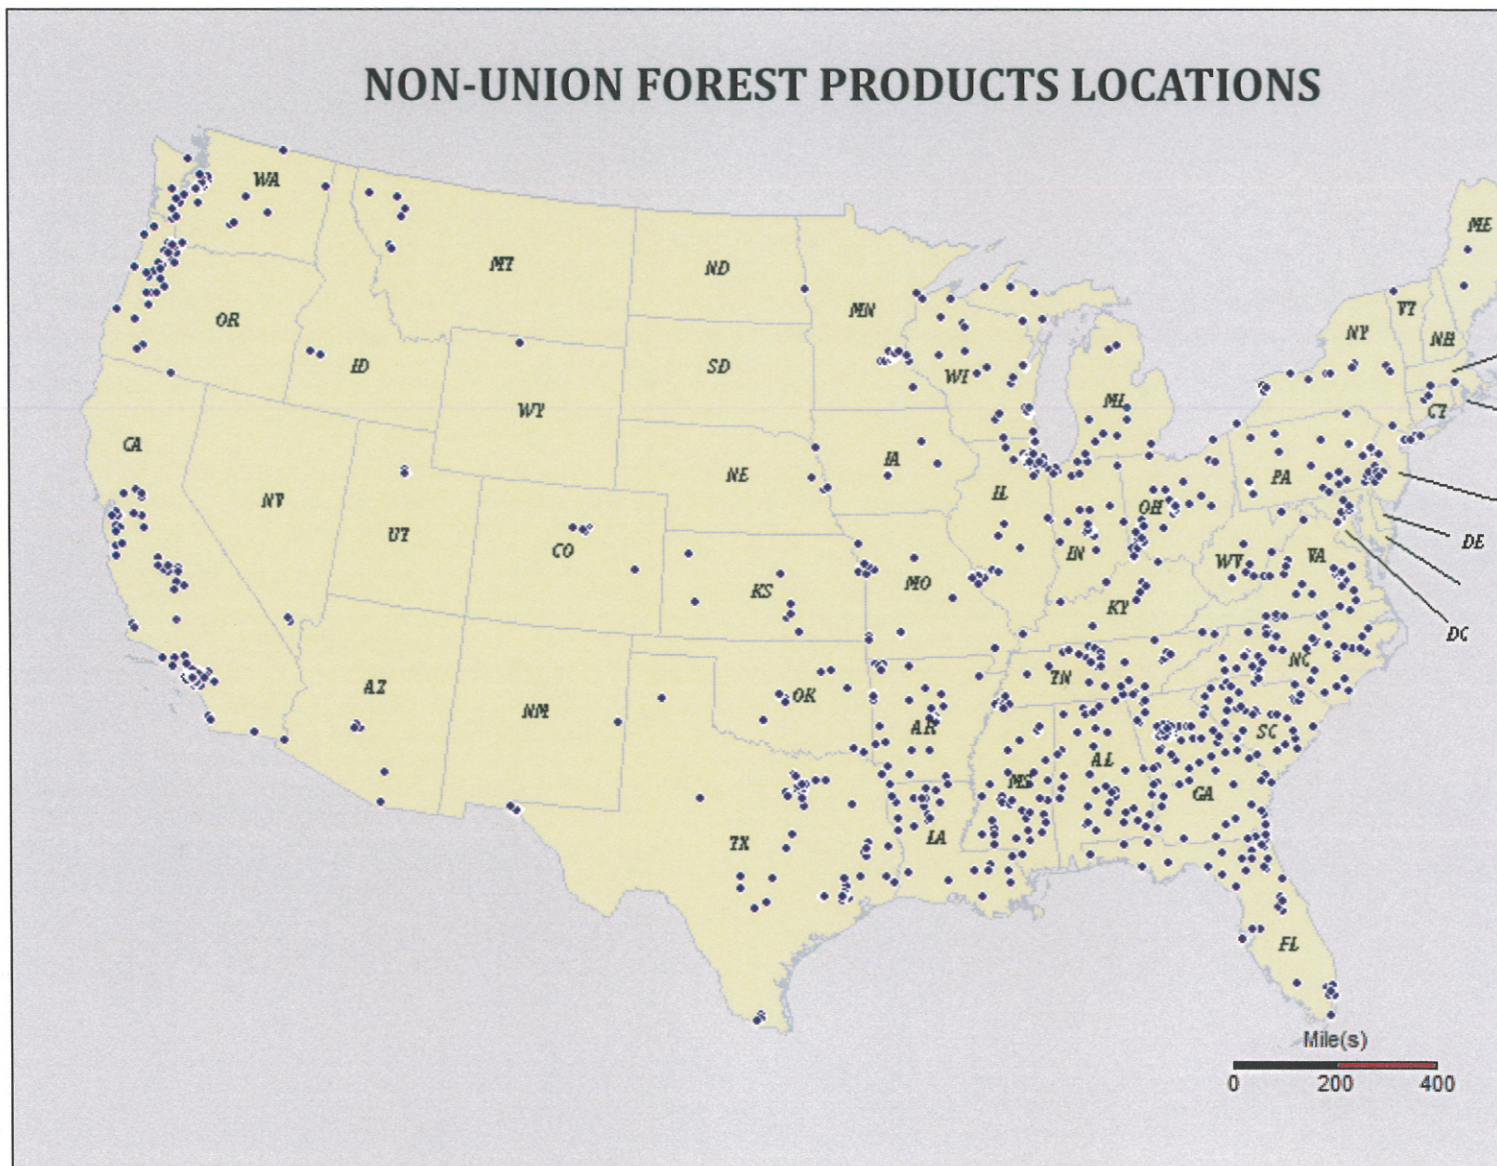 NON-UNION FOREST PRODUCTS LOCATIONS
WA
ME
MT
ND
MN
VT
OR
NY
NH
ID
SD
WI
WY
MI
CT
CA
IA
NE
PA
IL
NV
OH
UT
CO
IN
DE
WV
VA
KS
MO
KY
DC
NC
TN
AZ
OK
NM
AR
SC
AL
MS
GA
TX
LA
FL
Mile(s)
0 200 400